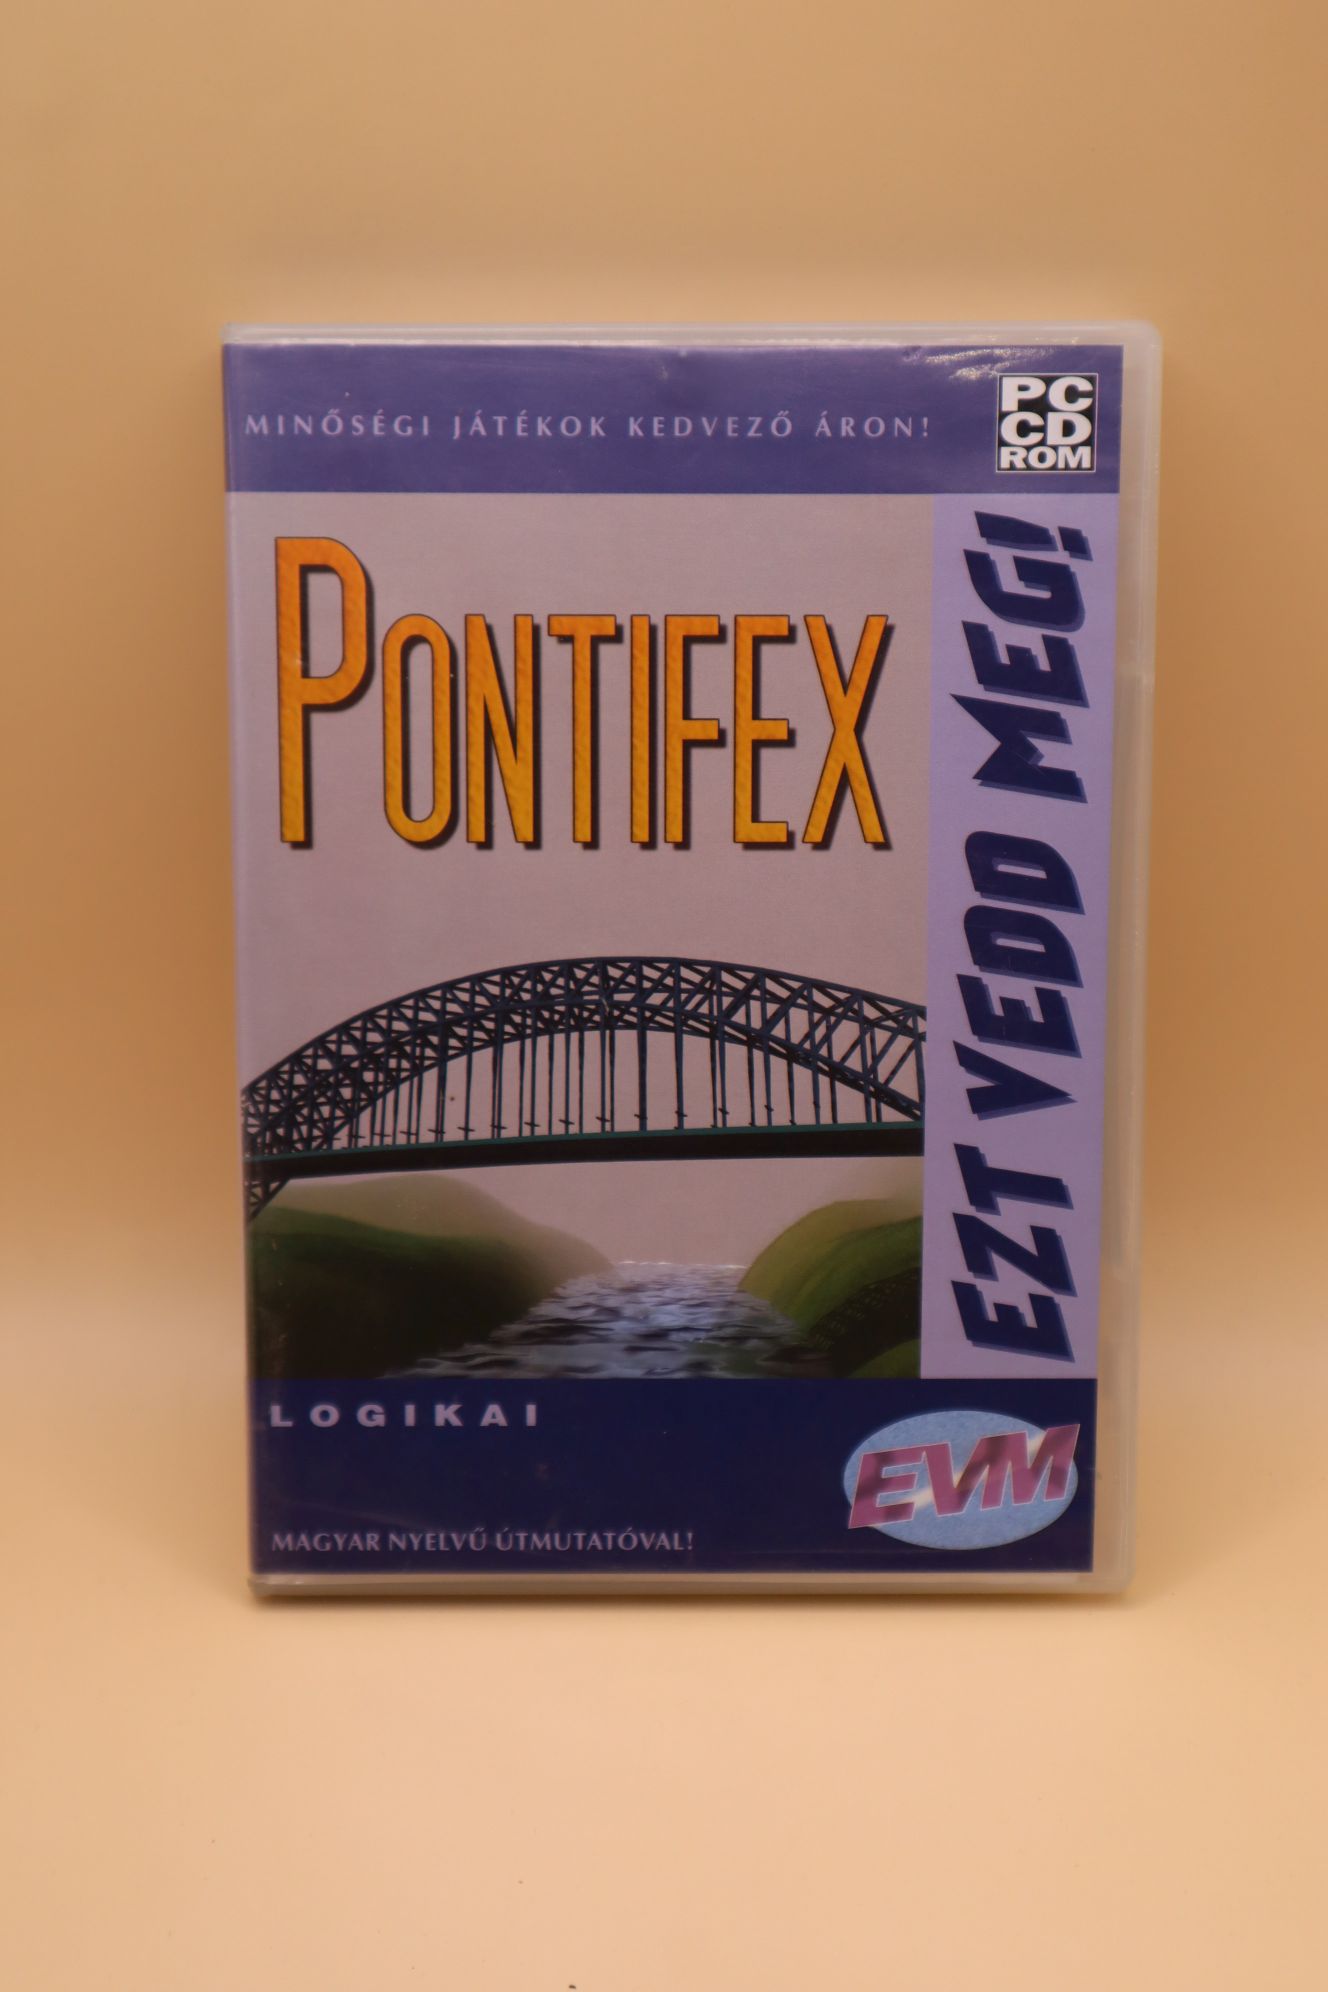 MINŐSÉGI JÁTÉKOK KEDVEZŐ ÁRON!
PC
CD
ROM
PONTIFEX
EZT VEDD MEG!
LOGIKAI
EVM
MAGYAR NYELVŰ ÚTMUTATÓVAL!